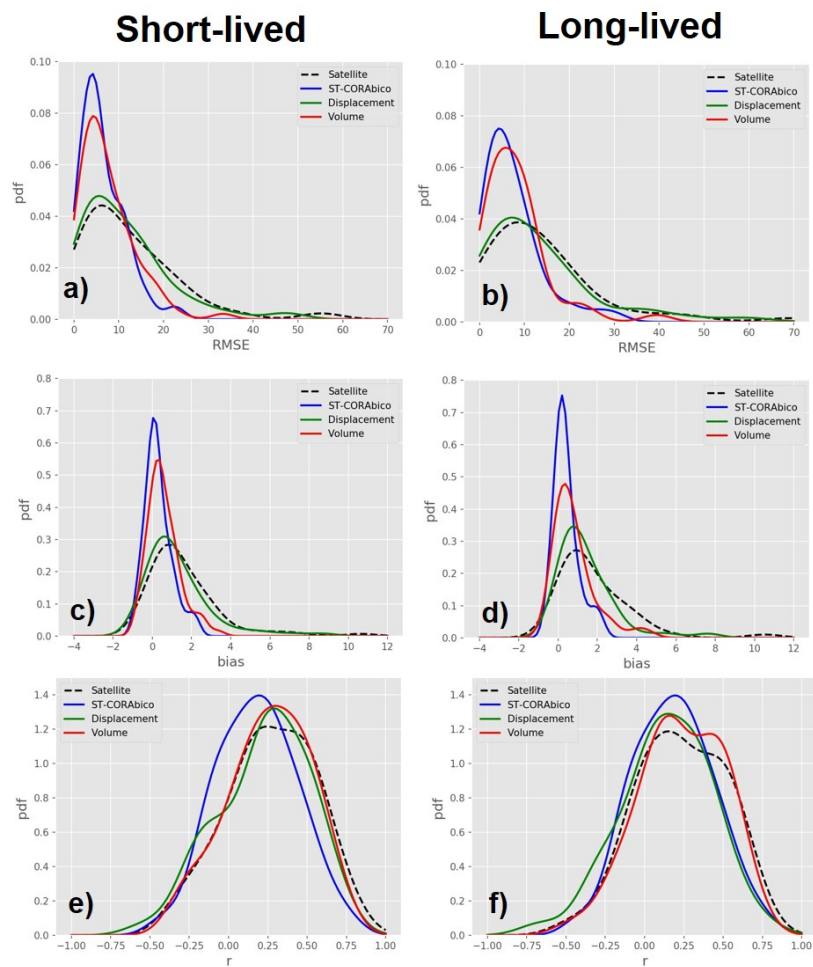 Short-lived
Long-lived
0.10
0.08
0.06
0.04
0.02
0.00
pdf
0 10 20 30 40 50 60 70
RMSE
Satellite
ST-CORAbico
Displacement
Volume
a)
0.10
0.08
0.06
0.04
0.02
0.00
pdf
0 10 20 30 40 50 60 70
RMSE
Satellite
ST-CORAbico
Displacement
Volume
b)
0.8
0.7
0.6
0.5
0.4
0.3
0.2
0.1
0.0
pdf
−4 −2 0 2 4 6 8 10 12
bias
Satellite
ST-CORAbico
Displacement
Volume
c)
0.8
0.7
0.6
0.5
0.4
0.3
0.2
0.1
0.0
pdf
−4 −2 0 2 4 6 8 10 12
bias
Satellite
ST-CORAbico
Displacement
Volume
d)
1.4
1.2
1.0
0.8
0.6
0.4
0.2
0.0
pdf
−1.00 −0.75 −0.50 −0.25 0.00 0.25 0.50 0.75 1.00
r
Satellite
ST-CORAbico
Displacement
Volume
e)
1.4
1.2
1.0
0.8
0.6
0.4
0.2
0.0
pdf
−1.00 −0.75 −0.50 −0.25 0.00 0.25 0.50 0.75 1.00
r
Satellite
ST-CORAbico
Displacement
Volume
f)